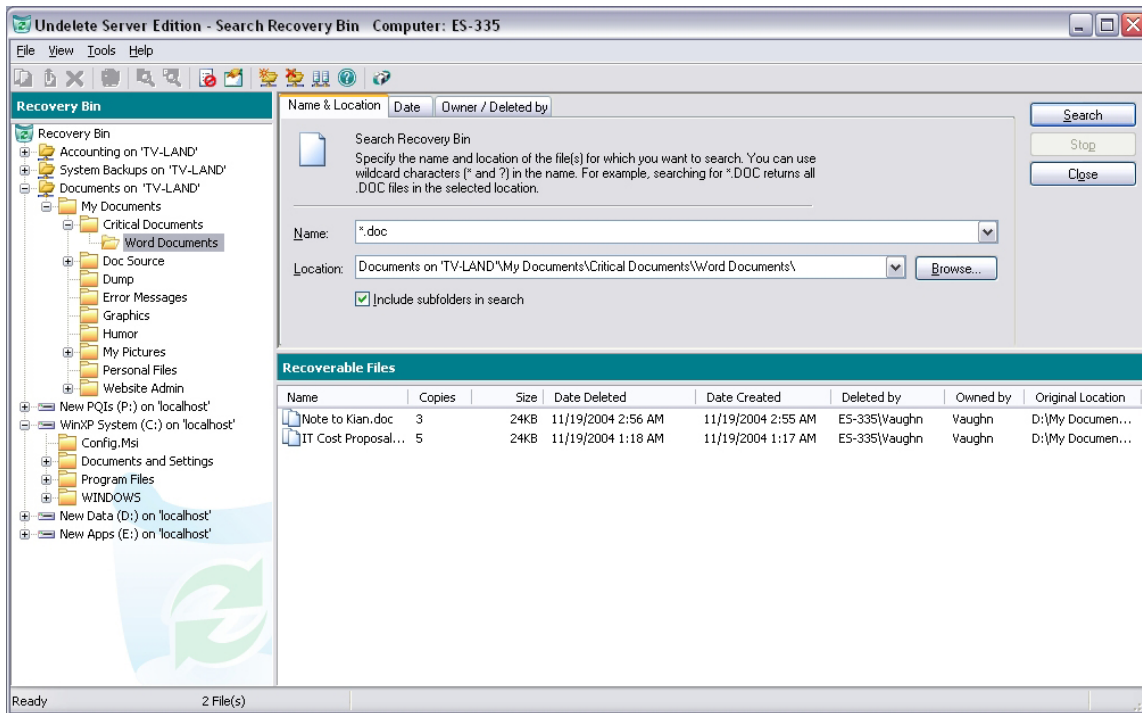 Undelete Server Edition - Search Recovery Bin   Computer: ES-335
File View Tools Help
Recovery Bin
Recovery Bin
Accounting on 'TV-LAND'
System Backups on 'TV-LAND'
Documents on 'TV-LAND'
My Documents
Critical Documents
Word Documents
Doc Source
Dump
Error Messages
Graphics
Humor
My Pictures
Personal Files
Website Admin
New PQIs (P:) on 'localhost'
WinXP System (C:) on 'localhost'
Config.Msi
Documents and Settings
Program Files
WINDOWS
New Data (D:) on 'localhost'
New Apps (E:) on 'localhost'
Name & Location Date Owner / Deleted by
Search Recovery Bin
Specify the name and location of the file(s) for which you want to search. You can use
wildcard characters (* and ?) in the name. For example, searching for *.DOC returns all
.DOC files in the selected location.
Name: *.doc
Location: Documents on 'TV-LAND'\My Documents\Critical Documents\Word Documents\ Browse...
Include subfolders in search
Search
Stop
Close
Recoverable Files
Name Copies Size Date Deleted Date Created Deleted by Owned by Original Location
Note to Kian.doc 3 24KB 11/19/2004 2:56 AM 11/19/2004 2:55 AM ES-335\Vaughn Vaughn D:\My Documen...
IT Cost Proposal... 5 24KB 11/19/2004 1:18 AM 11/19/2004 1:17 AM ES-335\Vaughn Vaughn D:\My Documen...
Ready 2 File(s)